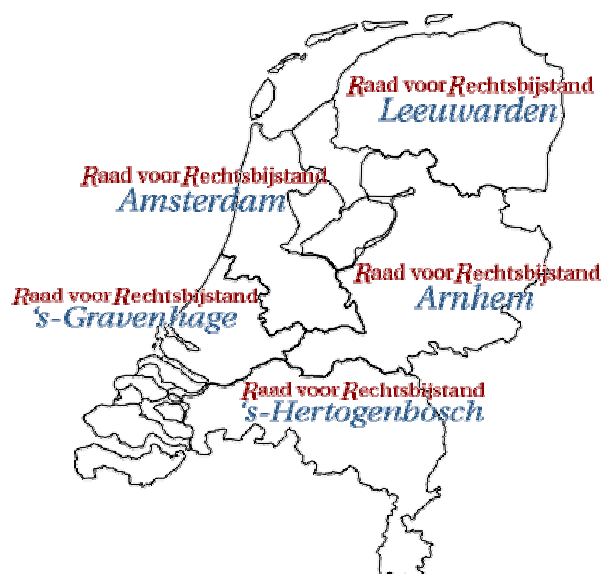 Raad voor Rechtsbijstand
Leeuwarden
Raad voor Rechtsbijstand
Amsterdam
Raad voor Rechtsbijstand
Arnhem
Raad voor Rechtsbijstand
's-Gravenhage
Raad voor Rechtsbijstand
's-Hertogenbosch